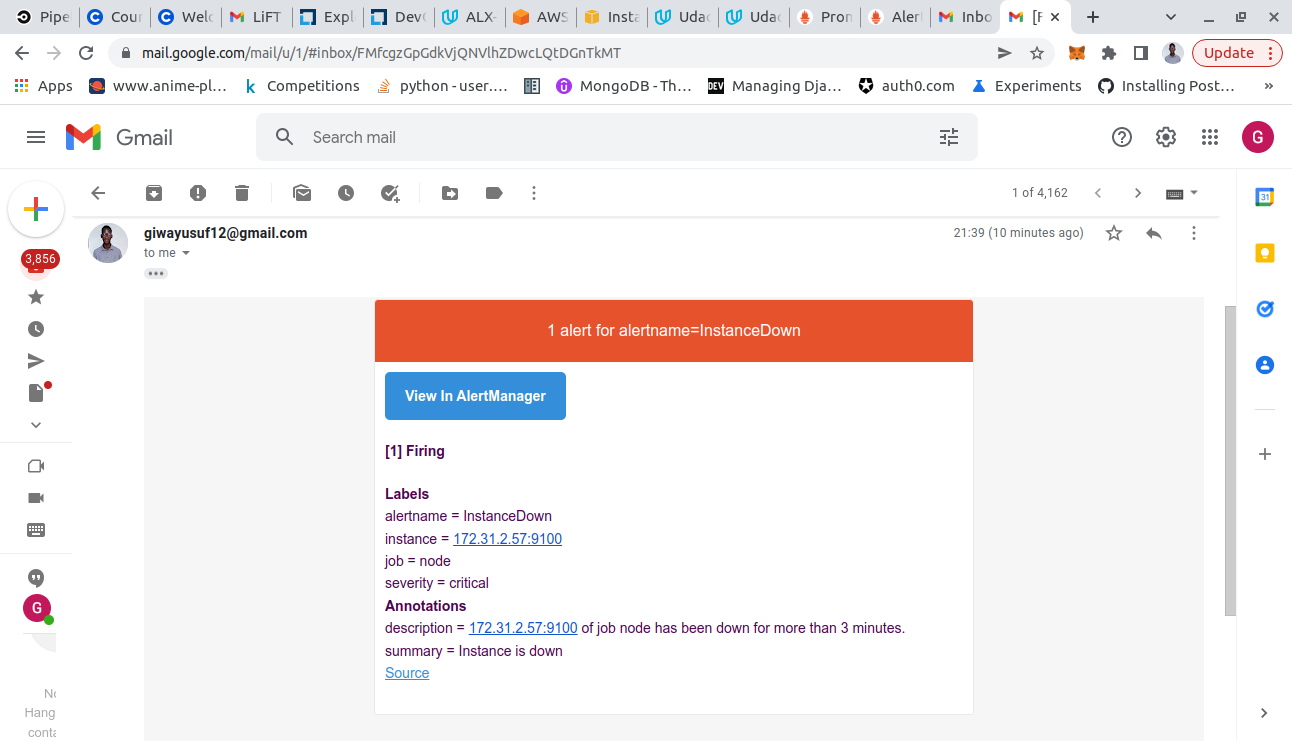 Pipe
Cour
Welc
LiFT
Expl
Dev
ALX-
AWS
Insta
Udac
Udac
Pron
Aler
Inbo
[F
mail.google.com/mail/u/1/#inbox/FMfcgzGpGdkVjQNVlhZDwcLQtDGnTkMT
Update
Apps
www.anime-pl...
Competitions
python - user....
MongoDB - Th...
DEV
Managing Dja...
auth0.com
Experiments
Installing Post...
»
Gmail
Search mail
G
1 of 4,162
31
3,856
giwayusuf12@gmail.com
21:39 (10 minutes ago)
to me
1 alert for alertname=InstanceDown
View In AlertManager
[1] Firing
Labels
alertname = InstanceDown
instance = 172.31.2.57:9100
job = node
severity = critical
Annotations
description = 172.31.2.57:9100 of job node has been down for more than 3 minutes.
summary = Instance is down
Source
G
No
Hang
conta